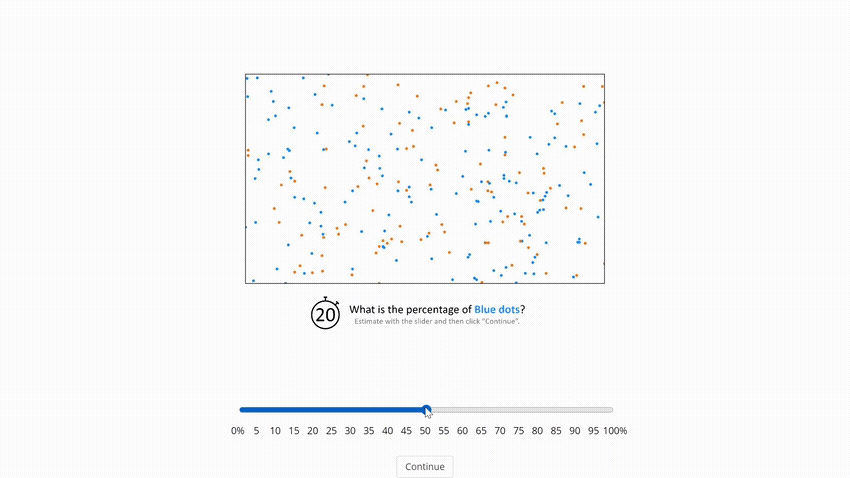 20
What is the percentage of Blue dots?
Estimate with the slider and then click "Continue".
0% 5 10 15 20 25 30 35 40 45 50 55 60 65 70 75 80 85 90 95 100%
Continue